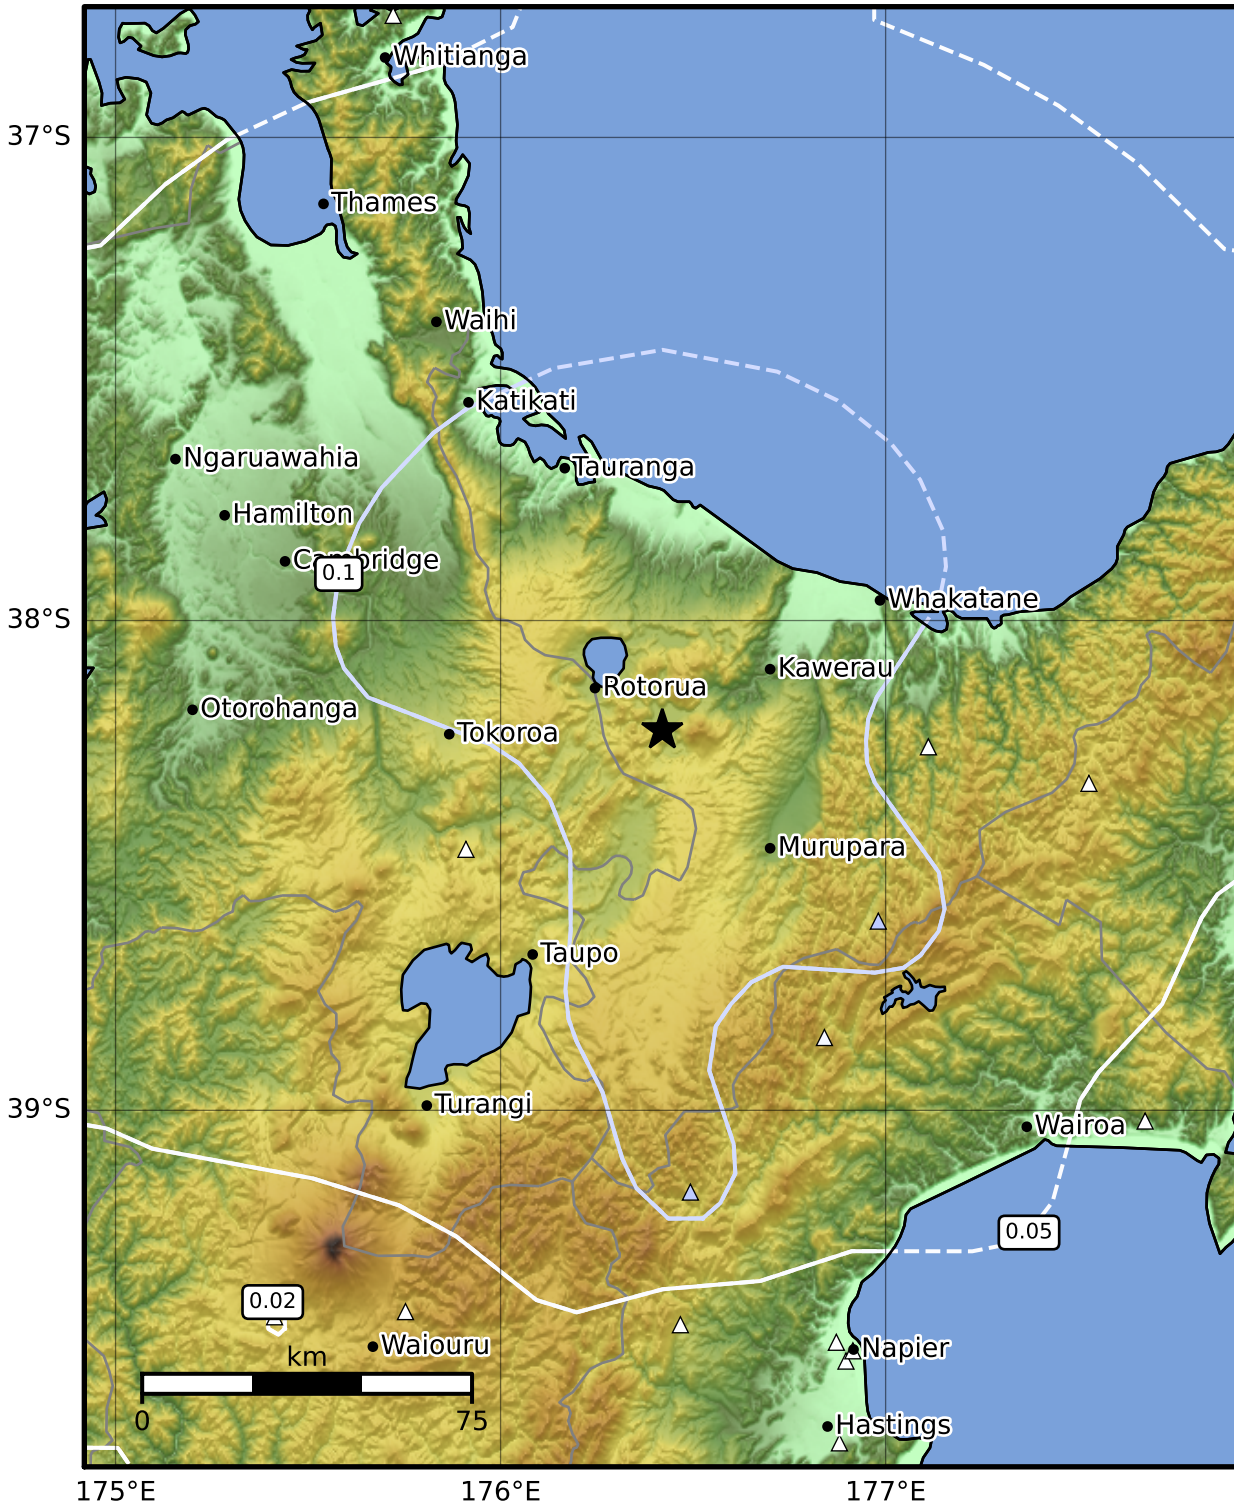 Whitianga
37°S
Thames
Waihi
Katikati
Ngaruawahia
Tauranga
Hamilton
Cambridge
0.1
Whakatane
38°S
Kawerau
Rotorua
Otorohanga
Tokoroa
Murupara
Taupo
Turangi
39°S
Wairoa
0.05
0.02
Waiouru
Napier
km
0 75
Hastings
175°E 176°E 177°E